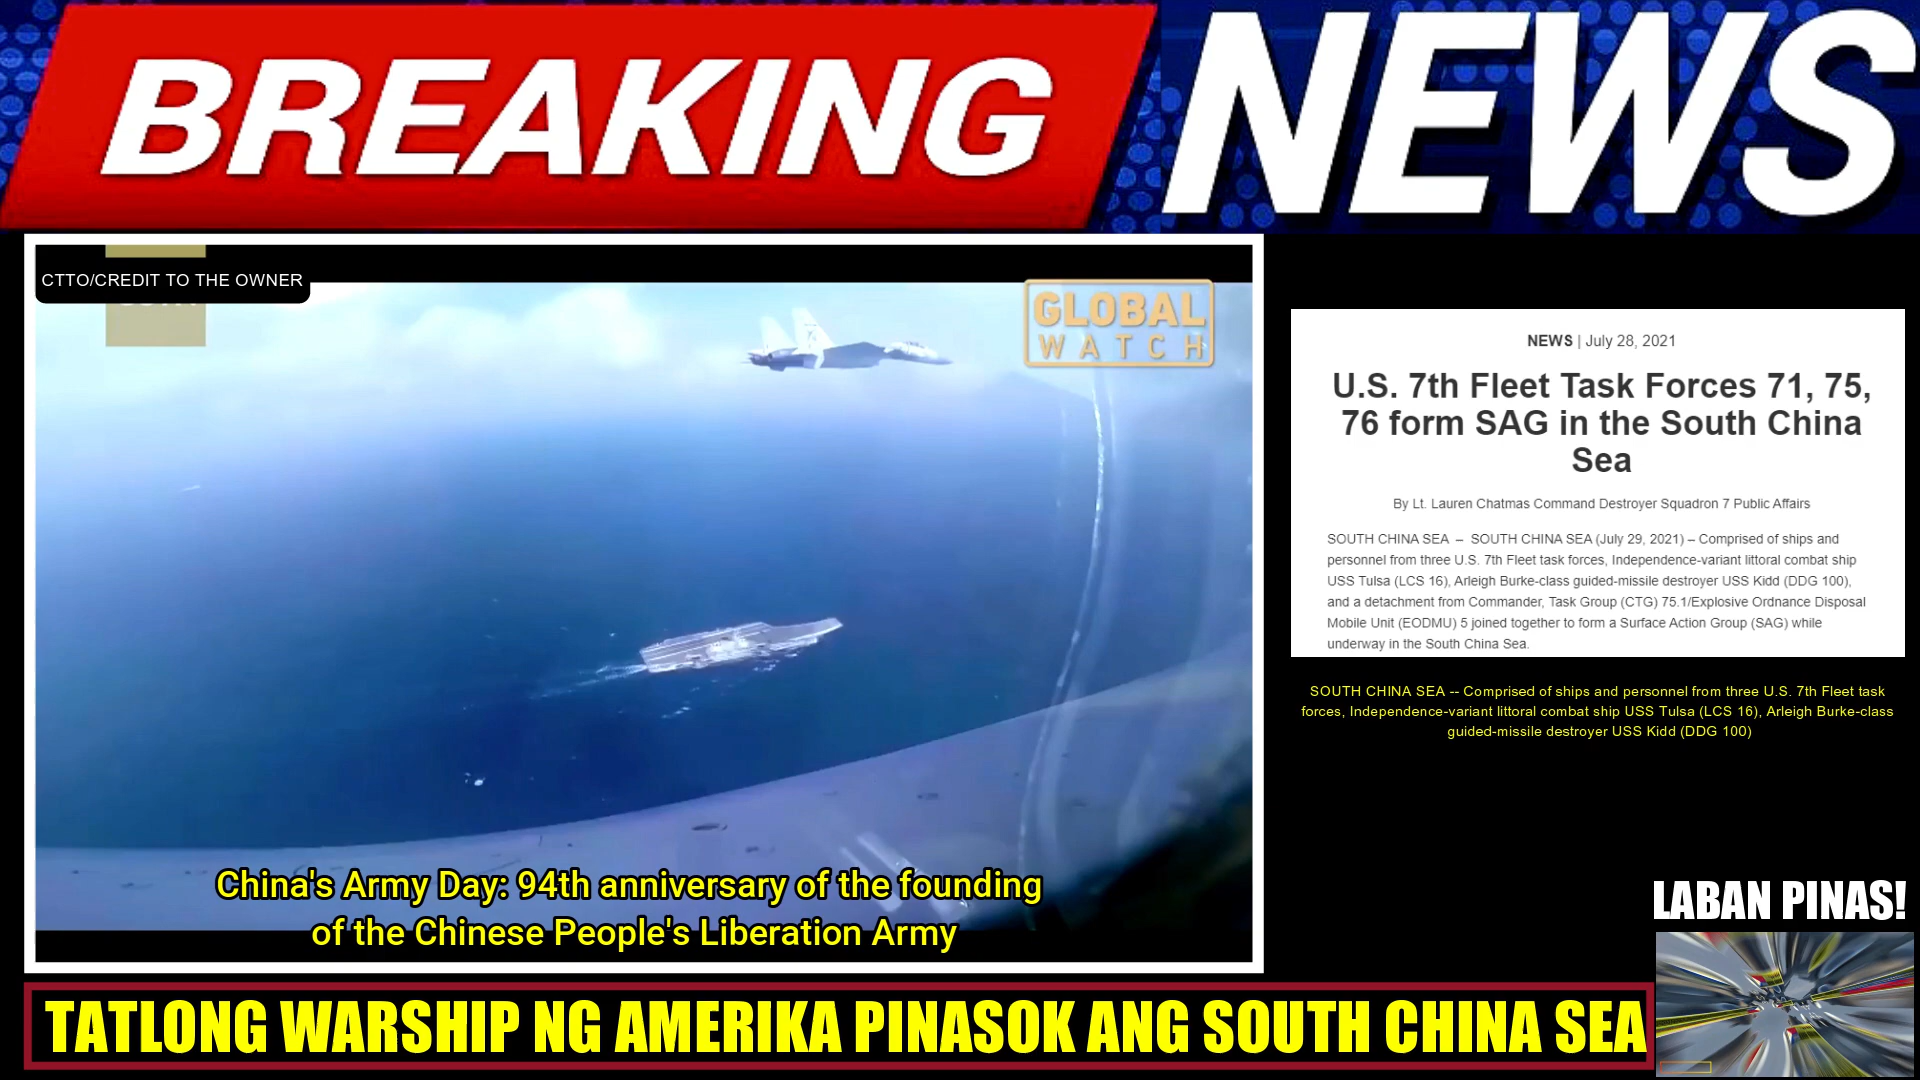 BREAKING NEWS
CTTO/CREDIT TO THE OWNER
GLOBAL
WATCH
China's Army Day: 94th anniversary of the founding
of the Chinese People's Liberation Army
NEWS | July 28, 2021
U.S. 7th Fleet Task Forces 71, 75,
76 form SAG in the South China
Sea
By Lt. Lauren Chatmas Command Destroyer Squadron 7 Public Affairs
SOUTH CHINA SEA – SOUTH CHINA SEA (July 29, 2021) – Comprised of ships and
personnel from three U.S. 7th Fleet task forces, Independence-variant littoral combat ship
USS Tulsa (LCS 16), Arleigh Burke-class guided-missile destroyer USS Kidd (DDG 100),
and a detachment from Commander, Task Group (CTG) 75.1/Explosive Ordnance Disposal
Mobile Unit (EODMU) 5 joined together to form a Surface Action Group (SAG) while
underway in the South China Sea.
SOUTH CHINA SEA -- Comprised of ships and personnel from three U.S. 7th Fleet task
forces, Independence-variant littoral combat ship USS Tulsa (LCS 16), Arleigh Burke-class
guided-missile destroyer USS Kidd (DDG 100)
LABAN PINAS!
TATLONG WARSHIP NG AMERIKA PINASOK ANG SOUTH CHINA SEA